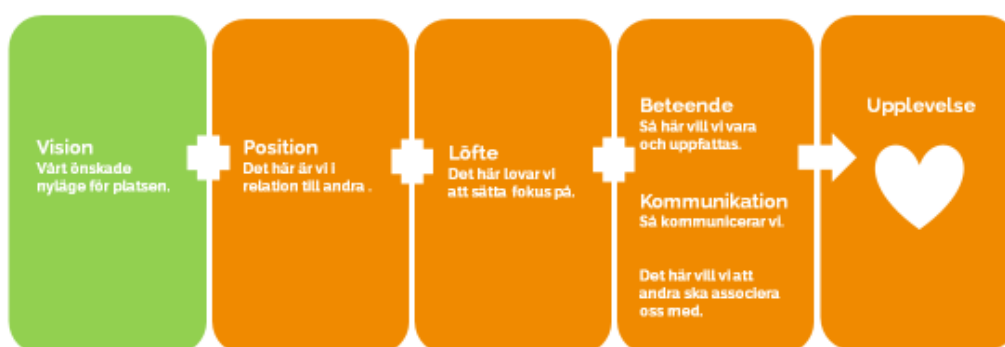 Vision
Vårt önskade
nyläge för platsen.
Position
Det här är vi i
relation till andra .
Löfte
Det här lovar vi
att sätta fokus på.
Beteende
Så här vill vi vara
och uppfattas.
Kommunikation
Så kommunicerar vi.
Det här vill vi att
andra ska associera
oss med.
Upplevelse